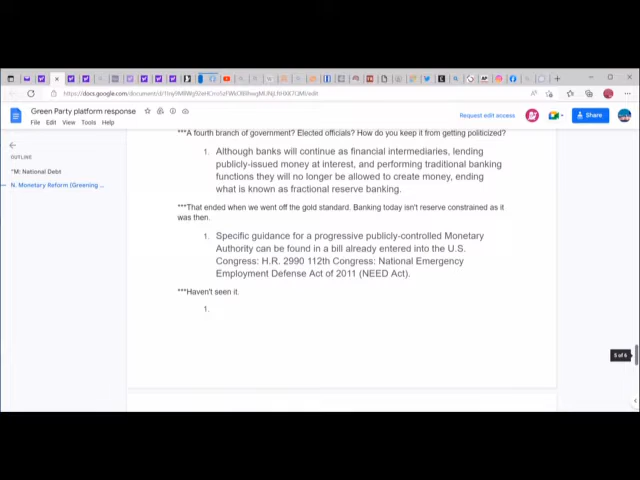 Green Party platform response
Request edit access
Share
File Edit View Tools Help
OUTLINE
"M: National Debt
N. Monetary Reform (Greening ...
***A fourth branch of government? Elected officials? How do you keep it from getting politicized?
1. Although banks will continue as financial intermediaries, lending
publicly-issued money at interest, and performing traditional banking
functions they will no longer be allowed to create money, ending
what is known as fractional reserve banking.
***That ended when we went off the gold standard. Banking today isn't reserve constrained as it
was then.
1. Specific guidance for a progressive publicly-controlled Monetary
Authority can be found in a bill already entered into the U.S.
Congress: H.R. 2990 112th Congress: National Emergency
Employment Defense Act of 2011 (NEED Act).
***Haven't seen it.
1.
5 of 6